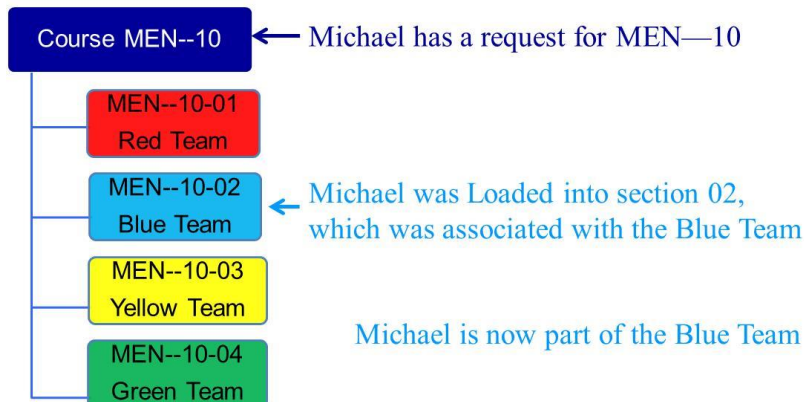 Course MEN--10
Michael has a request for MEN—10
MEN--10-01
Red Team
MEN--10-02
Blue Team
Michael was Loaded into section 02,
which was associated with the Blue Team
MEN--10-03
Yellow Team
Michael is now part of the Blue Team
MEN--10-04
Green Team